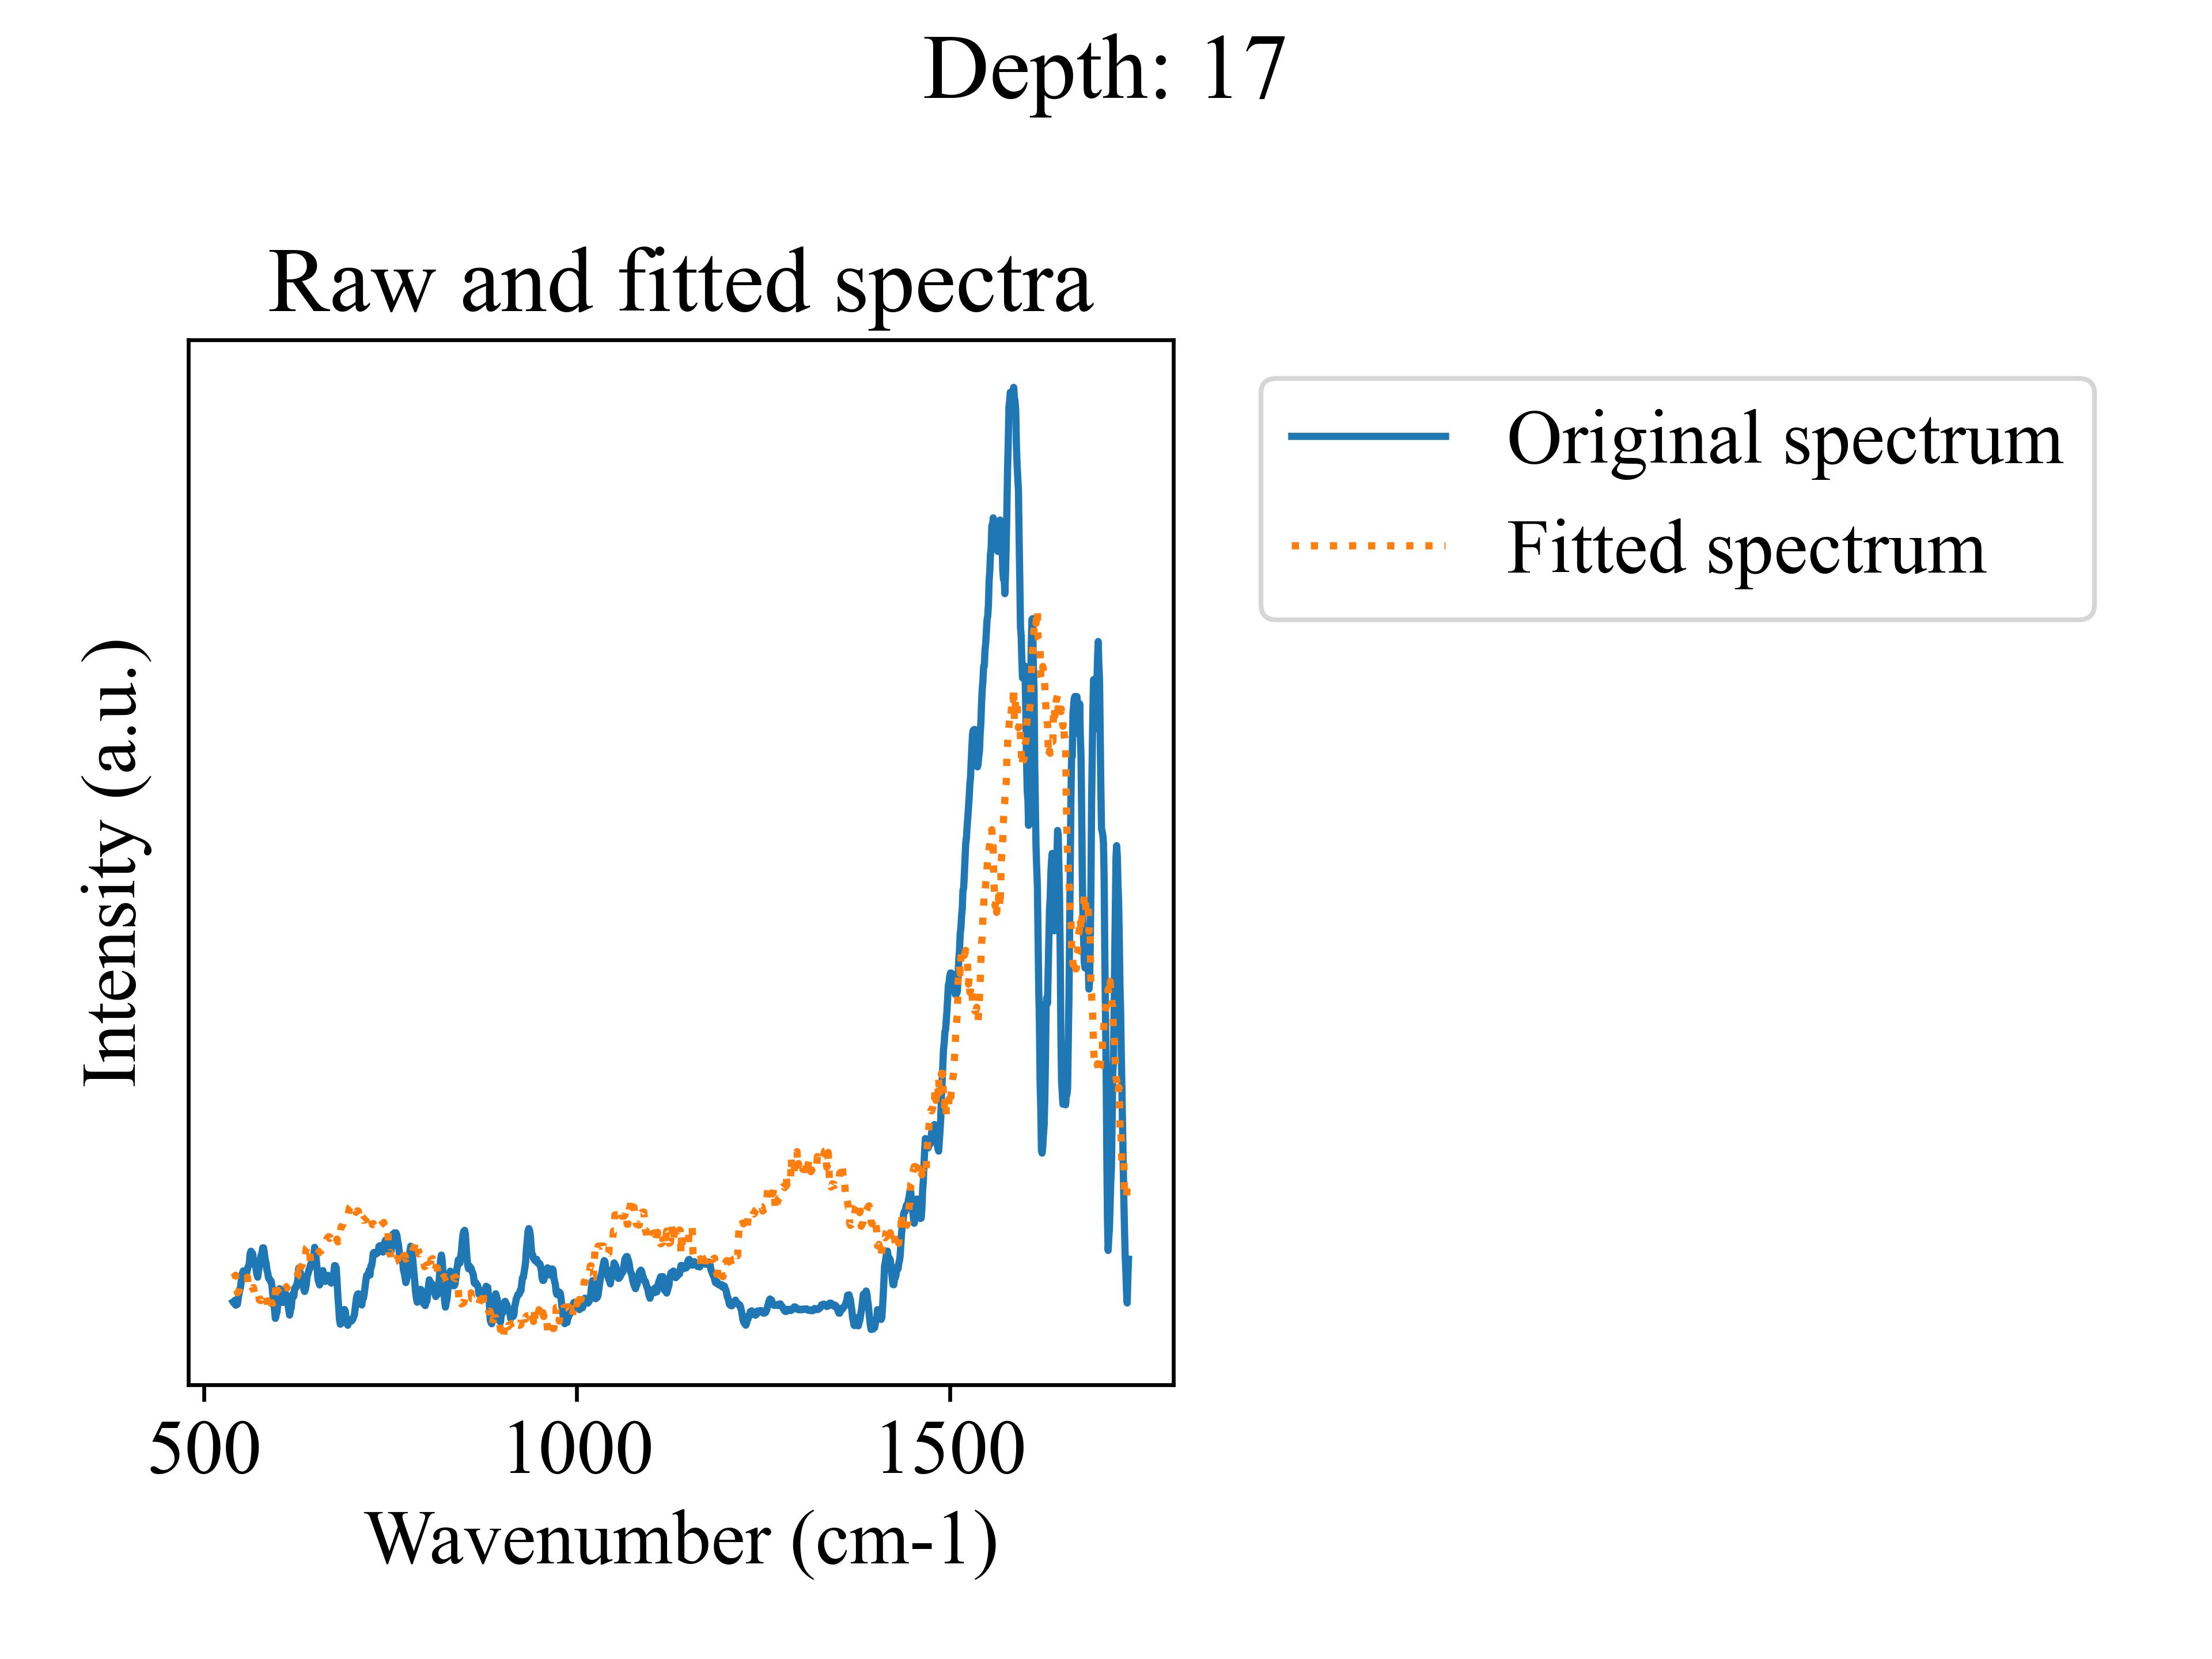 Depth: 17
Raw and fitted spectra
Original spectrum
Fitted spectrum
Intensity (a.u.)
500 1000 1500
Wavenumber (cm-1)